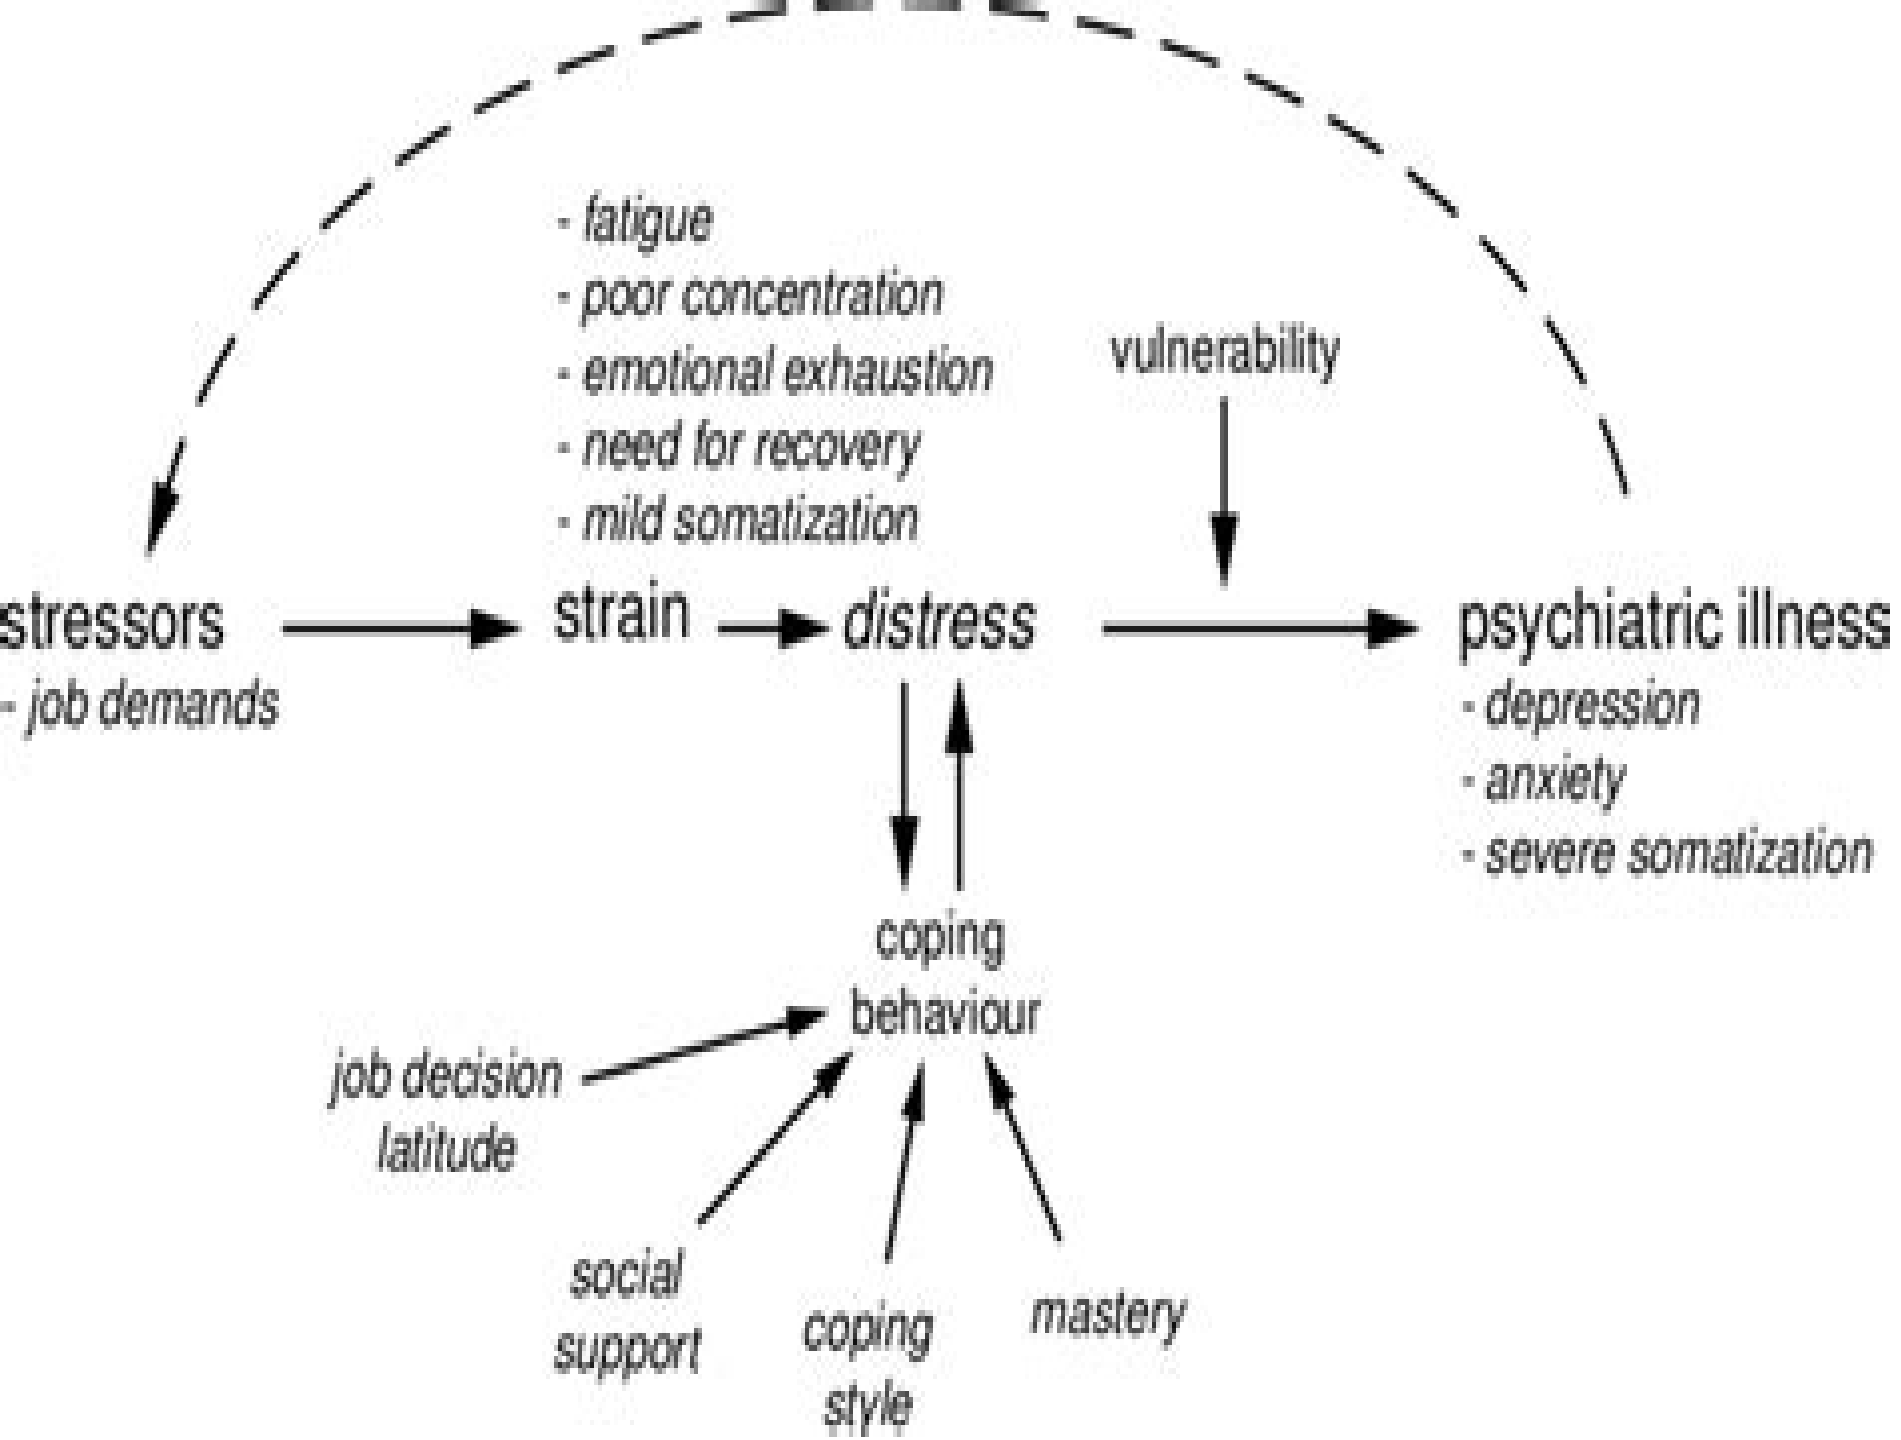 - fatigue
- poor concentration
- emotional exhaustion
- need for recovery
- mild somatization
vulnerability
stressors
strain
distress
psychiatric illness
- job demands
- depression
- anxiety
- severe somatization
coping
behaviour
job decision
latitude
social
support
coping
style
mastery